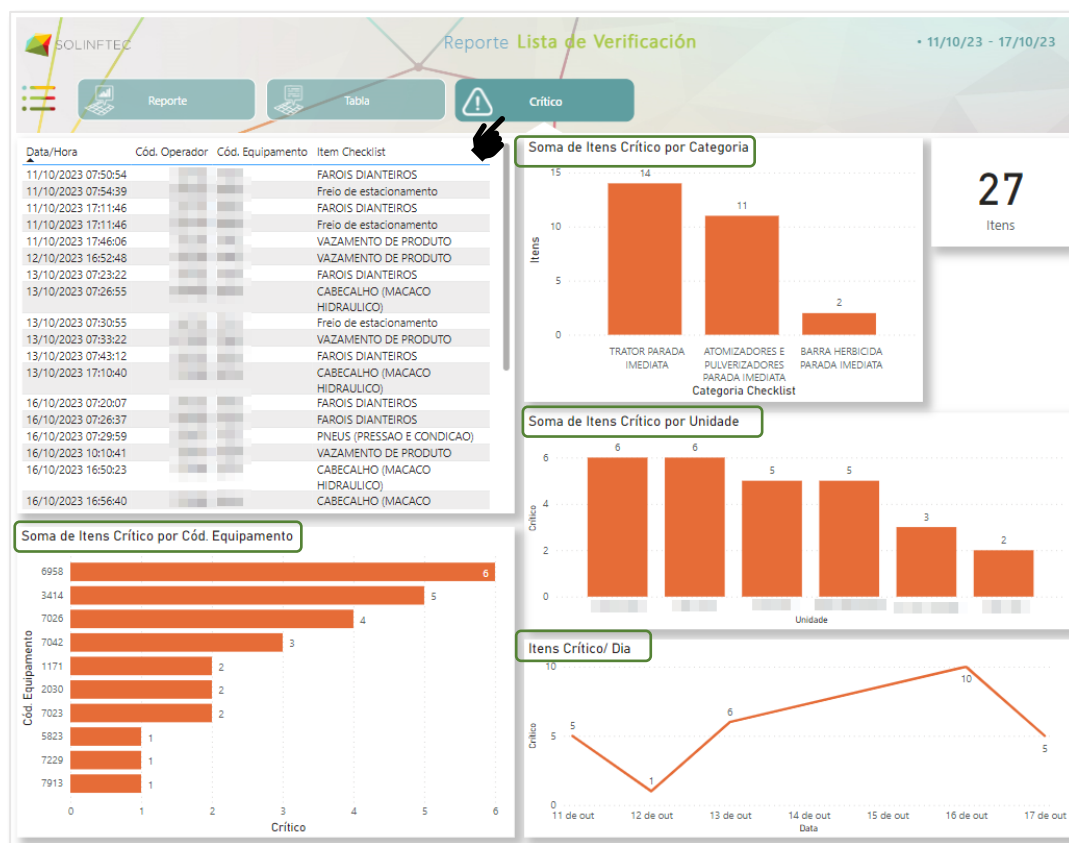 SOLINFTEC
Reporte Lista de Verificación
• 11/10/23 - 17/10/23
Reporte
Tabla
Crítico
Data/Hora Cód. Operador Cód. Equipamento Item Checklist
11/10/2023 07:50:54 FAROIS DIANTEIROS
11/10/2023 07:54:39 Freio de estacionamento
11/10/2023 17:11:46 FAROIS DIANTEIROS
11/10/2023 17:11:46 Freio de estacionamento
11/10/2023 17:46:06 VAZAMENTO DE PRODUTO
12/10/2023 16:52:48 VAZAMENTO DE PRODUTO
13/10/2023 07:23:22 FAROIS DIANTEIROS
13/10/2023 07:26:55 CABECALHO (MACACO
HIDRAULICO)
13/10/2023 07:30:55 Freio de estacionamento
13/10/2023 07:33:22 VAZAMENTO DE PRODUTO
13/10/2023 07:43:12 FAROIS DIANTEIROS
13/10/2023 17:10:40 CABECALHO (MACACO
HIDRAULICO)
16/10/2023 07:20:07 FAROIS DIANTEIROS
16/10/2023 07:26:37 FAROIS DIANTEIROS
16/10/2023 07:29:59 PNEUS (PRESSAO E CONDICAO)
16/10/2023 10:10:41 VAZAMENTO DE PRODUTO
16/10/2023 16:50:23 CABECALHO (MACACO
HIDRAULICO)
16/10/2023 16:56:40 CABECALHO (MACACO
Soma de Itens Crítico por Categoria
Itens
15
10
5
0
14
11
2
TRATOR PARADA
IMEDIATA
ATOMIZADORES E
PULVERIZADORES
PARADA IMEDIATA
BARRA HERBICIDA
PARADA IMEDIATA
Categoria Checklist
27
Itens
Soma de Itens Crítico por Unidade
Crítico
6
4
2
0
6
6
5
5
3
2
Unidade
Soma de Itens Crítico por Cód. Equipamento
Cód. Equipamento
6958 6
3414 5
7026 4
7042 3
1171 2
2030 2
7023 2
5823 1
7229 1
7913 1
0 1 2 3 4 5 6
Crítico
Itens Crítico/ Dia
Crítico
10
5
0
5
1
6
10
5
11 de out 12 de out 13 de out 14 de out 15 de out 16 de out 17 de out
Data